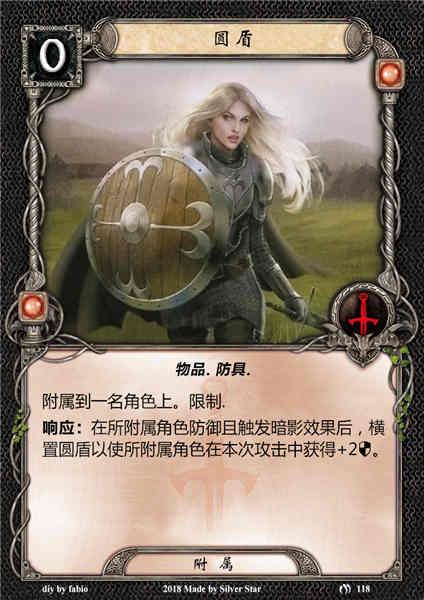 0
圆盾
物品. 防具.
附属到一名角色上。限制.
响应：在所附属角色防御且触发暗影效果后，横
置圆盾以使所附属角色在本次攻击中获得+2。
附属
diy by fabio 2018 Made by Silver Star 118